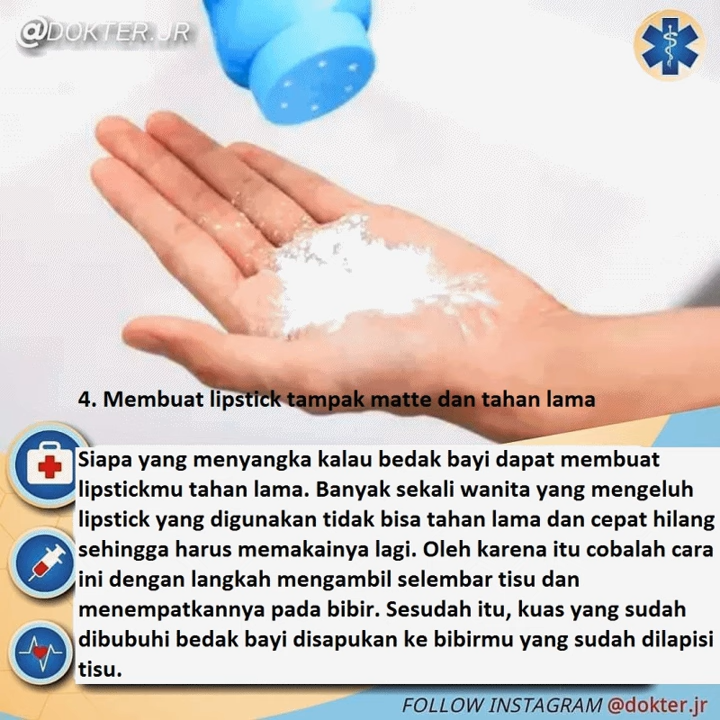 @DOKTER.JR
4. Membuat lipstick tampak matte dan tahan lama
Siapa yang menyangka kalau bedak bayi dapat membuat
lipstickmu tahan lama. Banyak sekali wanita yang mengeluh
lipstick yang digunakan tidak bisa tahan lama dan cepat hilang
sehingga harus memakainya lagi. Oleh karena itu cobalah cara
ini dengan langkah mengambil selembar tisu dan
menempatkannya pada bibir. Sesudah itu, kuas yang sudah
dibubuhi bedak bayi disapukan ke bibirmu yang sudah dilapisi
tisu.
FOLLOW INSTAGRAM @dokter.jr